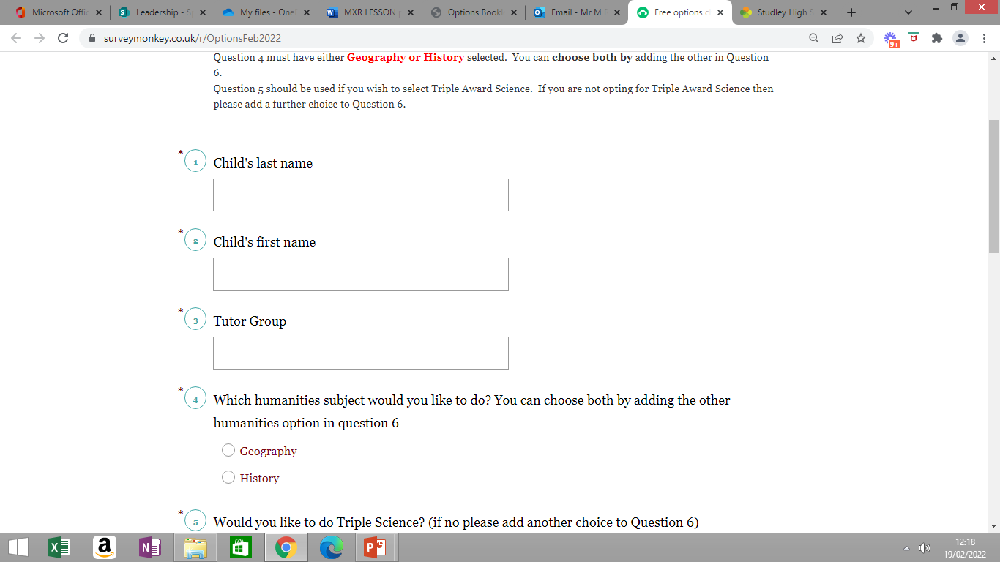 Microsoft Offic
Leadership - S
My files - One
MXR LESSON
Options Book
Email - Mr M
Free options c
Studley High S
surveymonkey.co.uk/r/OptionsFeb2022
9+
Question 4 must have either Geography or History selected. You can choose both by adding the other in Question
6.
Question 5 should be used if you wish to select Triple Award Science. If you are not opting for Triple Award Science then
please add a further choice to Question 6.
* 1 Child's last name
* 2 Child's first name
* 3 Tutor Group
* 4 Which humanities subject would you like to do? You can choose both by adding the other
humanities option in question 6
Geography
History
* 5 Would you like to do Triple Science? (if no please add another choice to Question 6)
12:18
19/02/2022